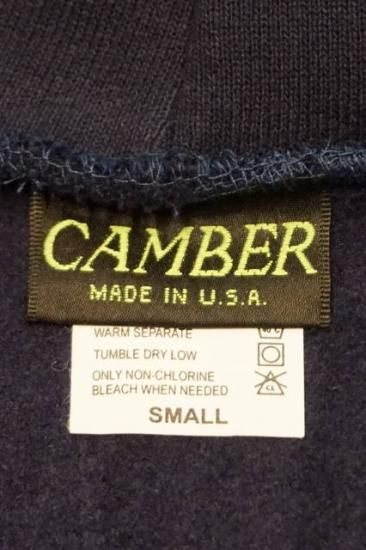 CAMBER
MADE IN U.S.A.
WARM SEPARATE
TUMBLE DRY LOW
ONLY NON-CHLORINE
BLEACH WHEN NEEDED
SMALL